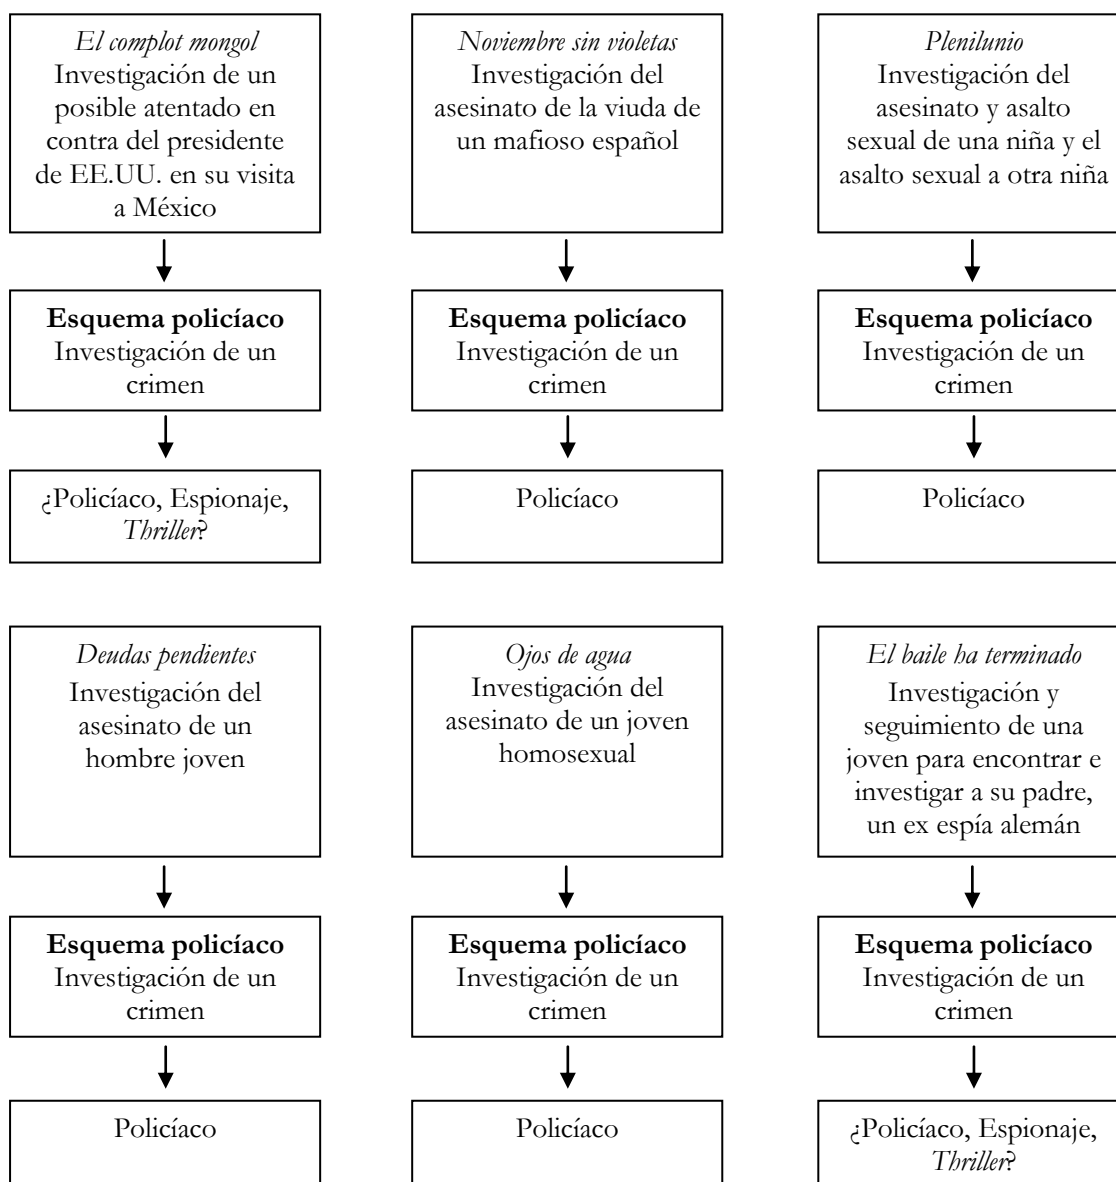 El complot mongol
Investigación de un
posible atentado en
contra del presidente
de EE.UU. en su visita
a México
Noviembre sin violetas
Investigación del
asesinato de la viuda de
un mafioso español
Plenilunio
Investigación del
asesinato y asalto
sexual de una niña y el
asalto sexual a otra niña
Esquema policíaco
Investigación de un
crimen
Esquema policíaco
Investigación de un
crimen
Esquema policíaco
Investigación de un
crimen
¿Policíaco, Espionaje,
Thriller?
Policíaco
Policíaco
Deudas pendientes
Investigación del
asesinato de un
hombre joven
Ojos de agua
Investigación del
asesinato de un joven
homosexual
El baile ha terminado
Investigación y
seguimiento de una
joven para encontrar e
investigar a su padre,
un ex espía alemán
Esquema policíaco
Investigación de un
crimen
Esquema policíaco
Investigación de un
crimen
Esquema policíaco
Investigación de un
crimen
Policíaco
Policíaco
¿Policíaco, Espionaje,
Thriller?